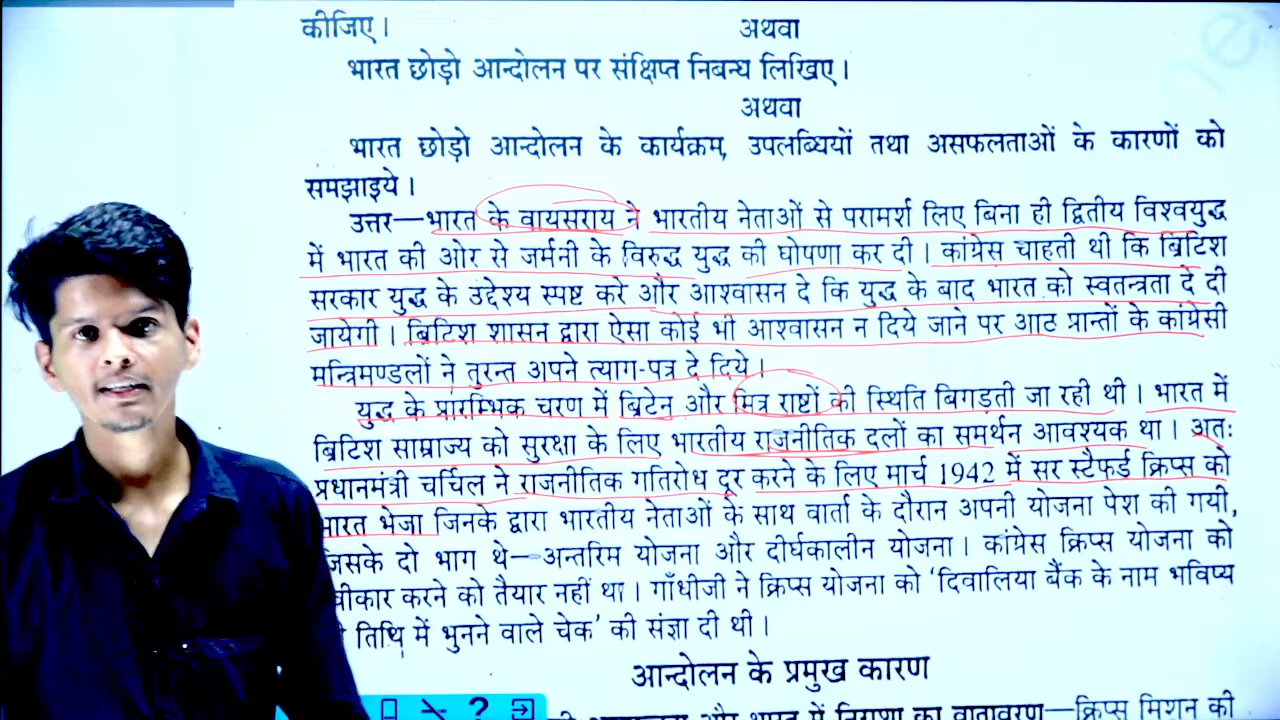 कीजिए।
अथवा
भारत छोड़ो आन्दोलन पर संक्षिप्त निबन्ध लिखिए।
अथवा
भारत छोड़ो आन्दोलन के कार्यक्रम, उपलब्धियों तथा असफलताओं के कारणों को
समझाइये।
उत्तर—भारत के वायसराय ने भारतीय नेताओं से परामर्श लिए बिना ही द्वितीय विश्वयुद्ध
में भारत की ओर से जर्मनी के विरुद्ध युद्ध की घोषणा कर दी। कांग्रेस चाहती थी कि ब्रिटिश
सरकार युद्ध के उद्देश्य स्पष्ट करे और आश्वासन दे कि युद्ध के बाद भारत को स्वतन्त्रता दे दी
जायेगी। ब्रिटिश शासन द्वारा ऐसा कोई भी आश्वासन न दिये जाने पर आठ प्रान्तों के कांग्रेसी
मन्त्रिमण्डलों ने तुरन्त अपने त्याग-पत्र दे दिये।
युद्ध के प्रारम्भिक चरण में ब्रिटेन और मित्र राष्टों की स्थिति बिगड़ती जा रही थी। भारत में
ब्रिटिश साम्राज्य को सुरक्षा के लिए भारतीय राजनीतिक दलों का समर्थन आवश्यक था। अतः
प्रधानमंत्री चर्चिल ने राजनीतिक गतिरोध दूर करने के लिए मार्च 1942 में सर स्टैफर्ड क्रिप्स को
भारत भेजा जिनके द्वारा भारतीय नेताओं के साथ वार्ता के दौरान अपनी योजना पेश की गयी,
जिसके दो भाग थे—अन्तरिम योजना और दीर्घकालीन योजना। कांग्रेस क्रिप्स योजना को
करने को तैयार नहीं था। गाँधीजी ने क्रिप्स योजना को ‘दिवालिया बैंक के नाम भविष्य
तिथि में भुनने वाले चेक’ की संज्ञा दी थी।
आन्दोलन के प्रमुख कारण
और भारत में निराशा का वातावरण—क्रिप्स मिशन की